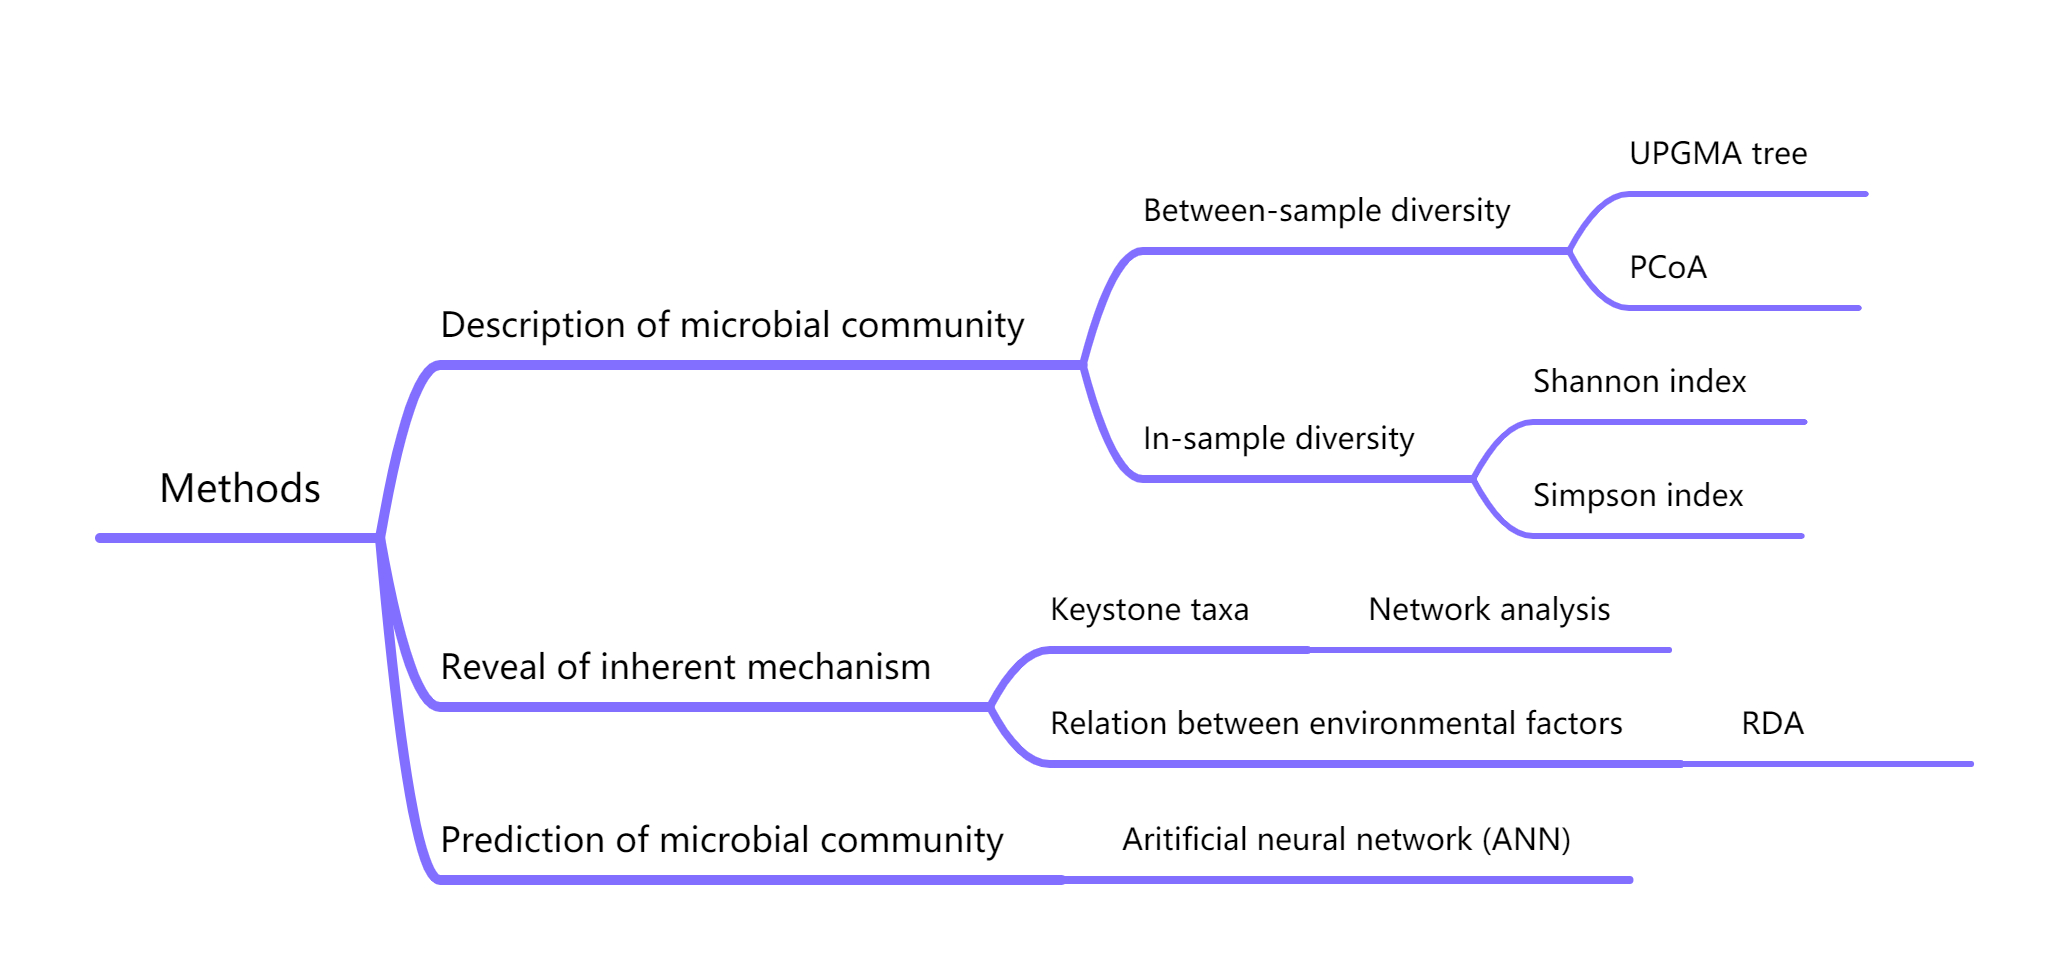 Methods
Description of microbial community
Between-sample diversity
UPGMA tree
PCoA
In-sample diversity
Shannon index
Simpson index
Reveal of inherent mechanism
Keystone taxa
Network analysis
Relation between environmental factors
RDA
Prediction of microbial community
Aritificial neural network (ANN)